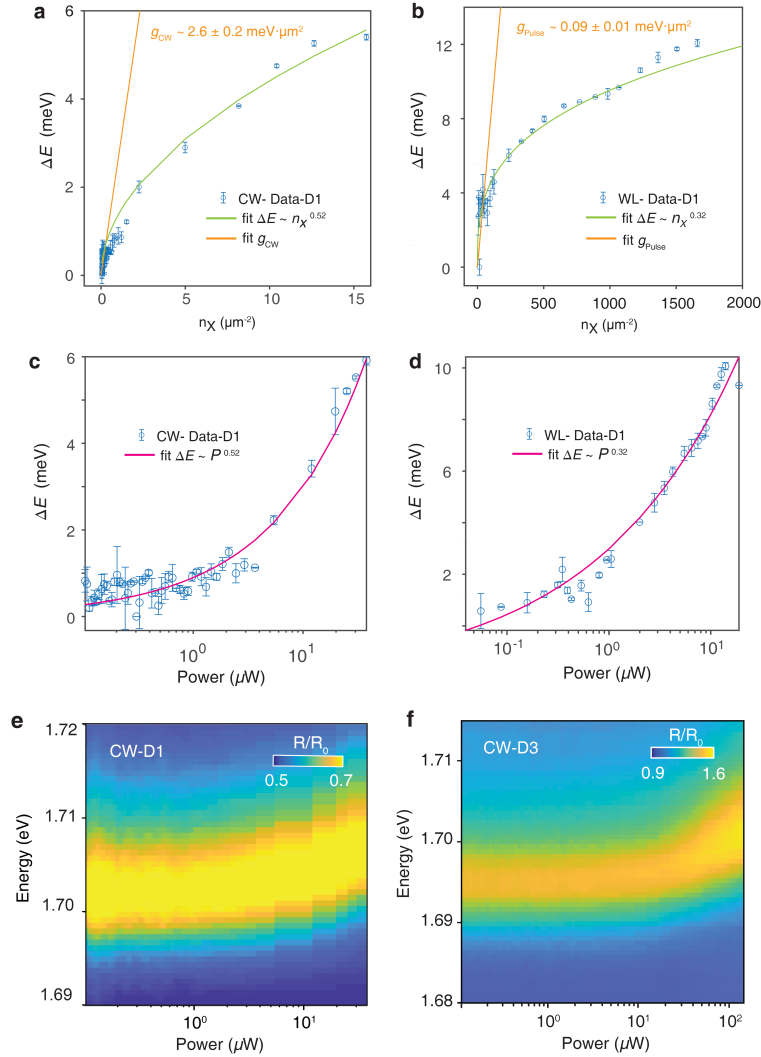 a
g_CW ~ 2.6 ± 0.2 meV·µm²
ΔE (meV)
6
4
2
0
CW- Data-D1
fit ΔE ~ n_X^0.52
fit g_CW
0
5
10
15
n_X (µm⁻²)
b
g_Pulse ~ 0.09 ± 0.01 meV·µm²
ΔE (meV)
12
8
4
0
WL- Data-D1
fit ΔE ~ n_X^0.32
fit g_Pulse
0
500
1000
1500
2000
n_X (µm⁻²)
c
ΔE (meV)
6
4
2
0
CW- Data-D1
fit ΔE ~ P^0.52
10⁰
10¹
Power (µW)
d
ΔE (meV)
10
8
6
4
2
WL- Data-D1
fit ΔE ~ P^0.32
10⁻¹
10⁰
10¹
Power (µW)
e
Energy (eV)
1.72
1.71
1.70
1.69
CW-D1
R/R₀
0.5 0.7
10⁰
10¹
Power (µW)
f
Energy (eV)
1.71
1.70
1.69
1.68
CW-D3
R/R₀
0.9 1.6
10⁰
10¹
10²
Power (µW)